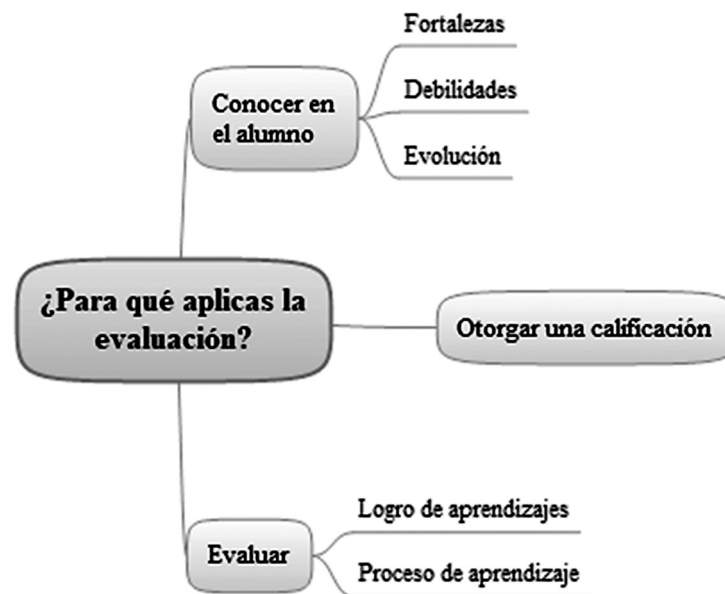 Fortalezas
Conocer en
el alumno
Debilidades
Evolución
¿Para qué aplicas la
evaluación?
Otorgar una calificación
Evaluar
Logro de aprendizajes
Proceso de aprendizaje